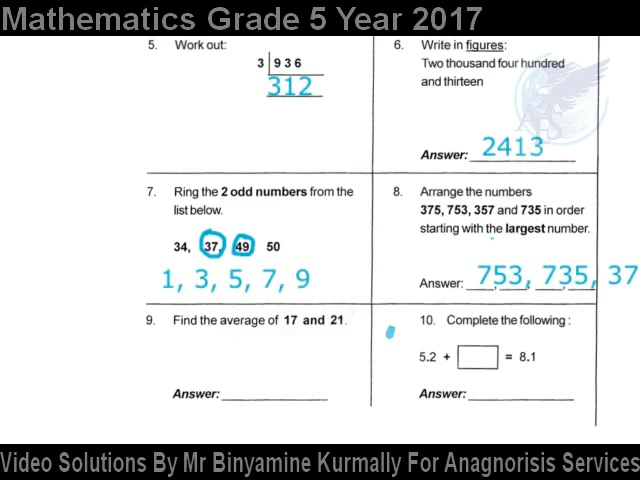 Mathematics Grade 5 Year 2017
5. Work out:
3 936
312
6. Write in figures:
Two thousand four hundred
and thirteen
Answer: 2413
7. Ring the 2 odd numbers from the
list below.
34, 37, 49 50
1, 3, 5, 7, 9
8. Arrange the numbers
375, 753, 357 and 735 in order
starting with the largest number.
Answer: 753, 735, 37
9. Find the average of 17 and 21.
Answer:
10. Complete the following :
5.2 + = 8.1
Answer:
Video Solutions By Mr Binyamine Kurmally For Anagnorisis Services